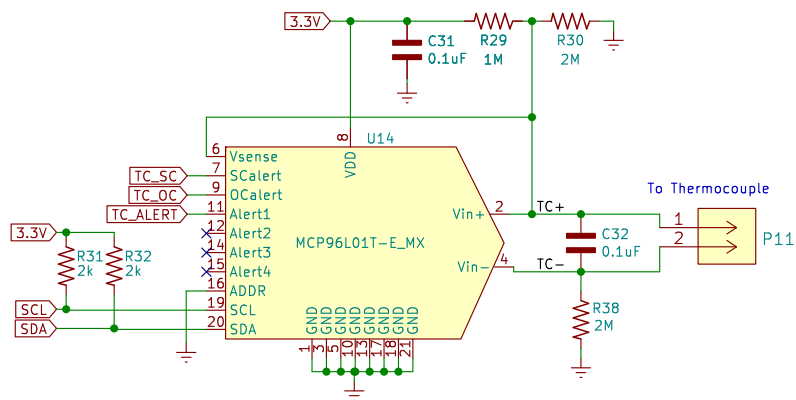 3.3V
C31
0.1uF
R29
1M
R30
2M
8
U14
VDD
6
Vsense
TC_SC
7
SCalert
TC_OC
9
OCalert
TC_ALERT
11
Alert1
12
Alert2
14
Alert3
15
Alert4
16
ADDR
19
SCL
20
SDA
MCP96L01T-E_MX
Vin+
2
TC+
Vin-
4
TC-
To Thermocouple
1
2
P11
C32
0.1uF
R38
2M
3.3V
R31
2k
R32
2k
SCL
SDA
GND
GND
GND
GND
GND
GND
GND
GND
1
3
5
10
13
17
18
21